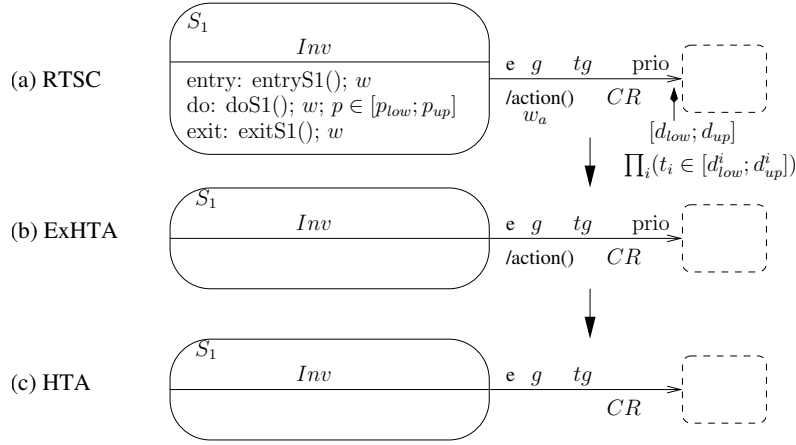 S₁
Inv
(a) RTSC
entry: entryS1(); w
do: doS1(); w; p ∈ [p_low; p_up]
exit: exitS1(); w
e g tg prio
/action() CR
w_a
[d_low; d_up]
∏_i(t_i ∈ [d^i_low; d^i_up])
S₁
(b) ExHTA
Inv
e g tg prio
/action() CR
S₁
(c) HTA
Inv
e g tg
CR